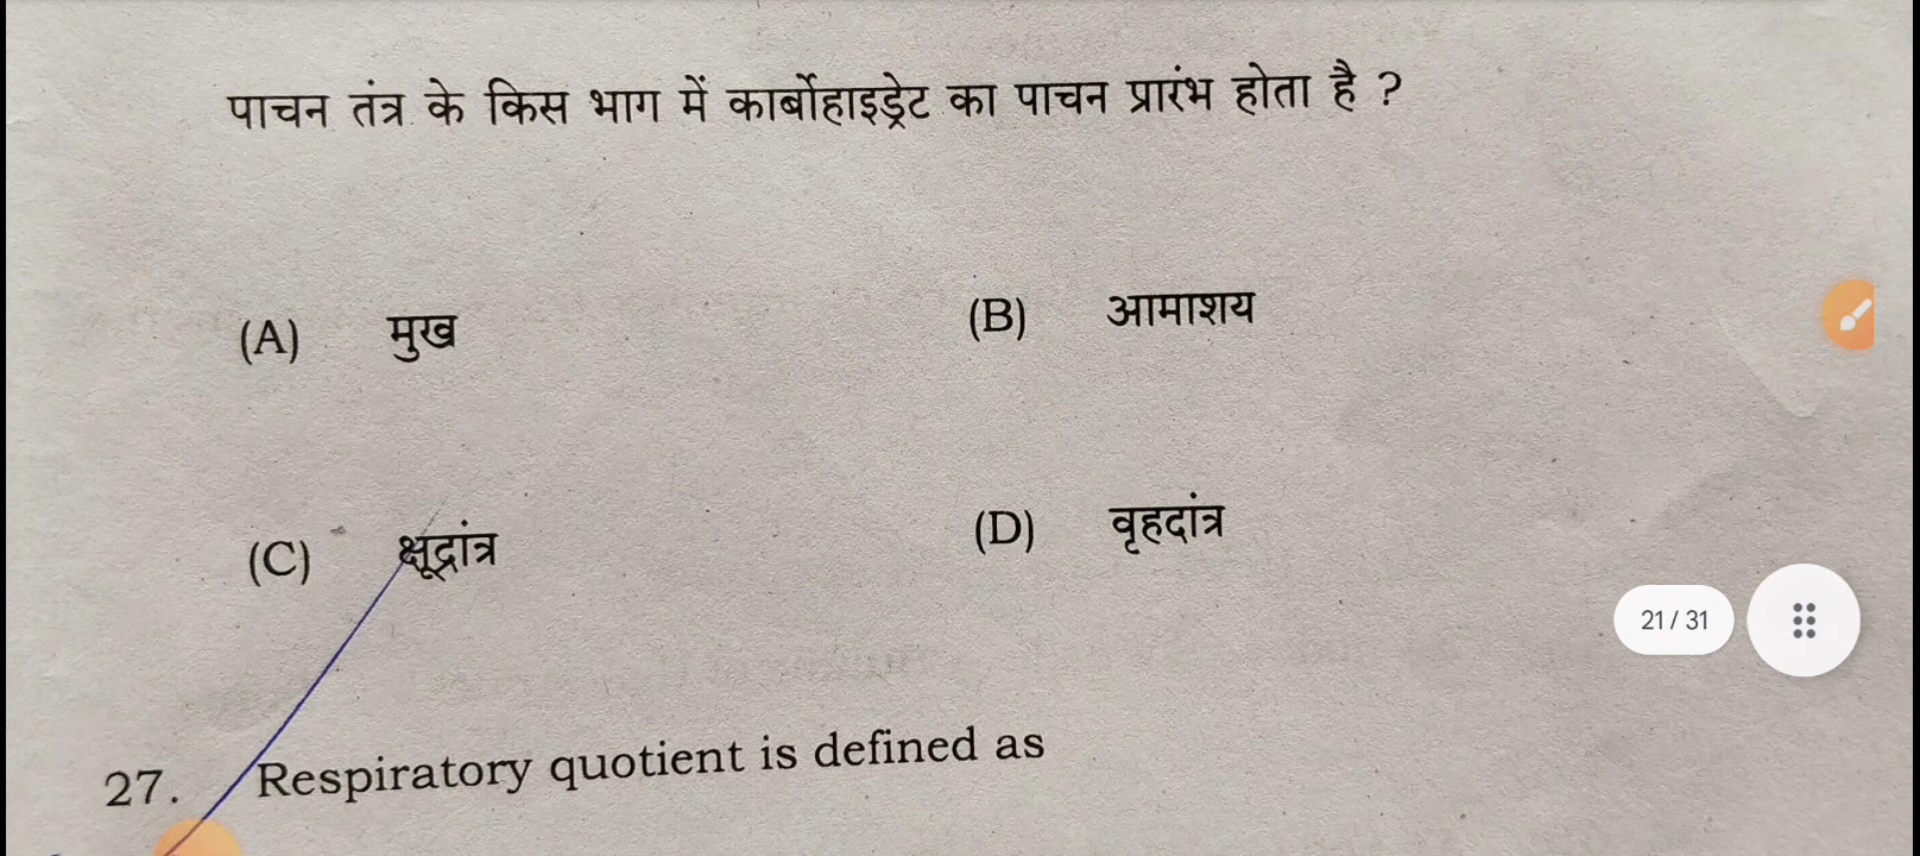 पाचन तंत्र के किस भाग में कार्बोहाइड्रेट का पाचन प्रारंभ होता है ?
(A) मुख (B) आमाशय
(C) क्षूद्रांत्र (D) वृहदांत्र
21 / 31
27. Respiratory quotient is defined as